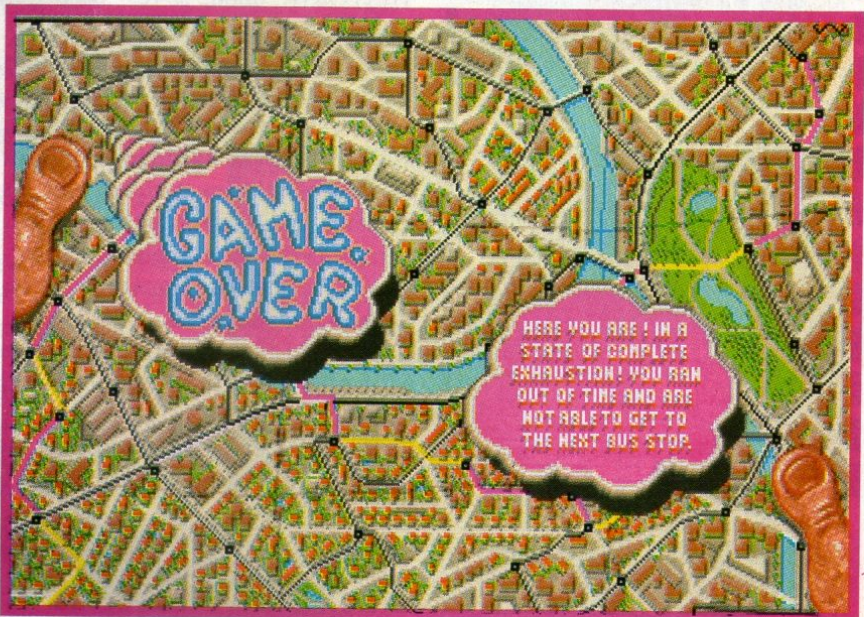 GAME
OVER
HERE YOU ARE! IN A
STATE OF COMPLETE
EXHAUSTION! YOU RAN
OUT OF TIME AND ARE
NOT ABLE TO GET TO
THE NEXT BUS STOP.